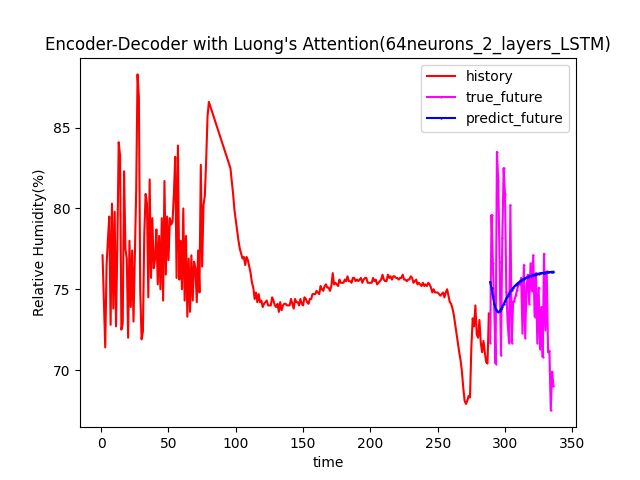 Encoder-Decoder with Luong's Attention(64neurons_2_layers_LSTM)
history
true_future
predict_future
Relative Humidity(%)
85
80
75
70
0 50 100 150 200 250 300 350
time